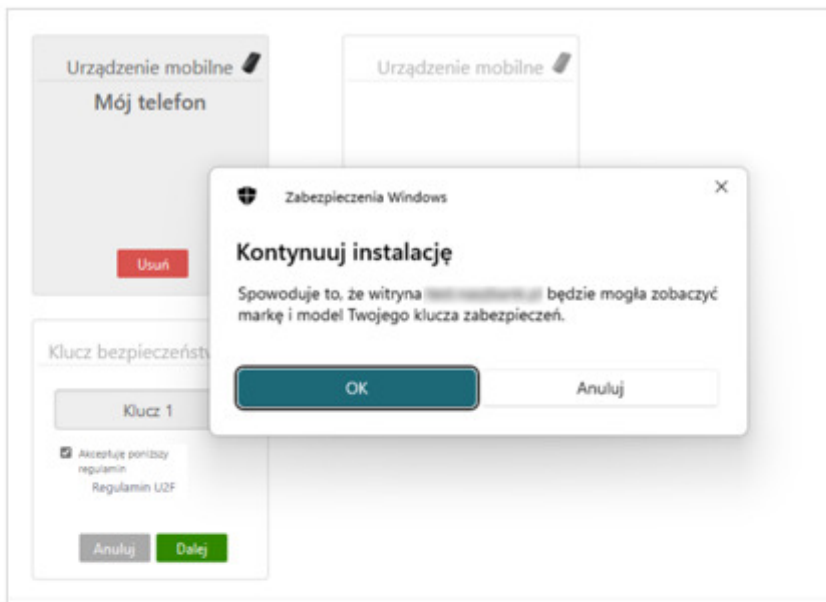 Urządzenie mobilne
Mój telefon
Usuń
Urządzenie mobilne
Zabezpieczenia Windows
Kontynuuj instalację
Spowoduje to, że witryna będzie mogła zobaczyć
markę i model Twojego klucza zabezpieczeń.
OK
Anuluj
Klucz bezpieczeńst
Klucz 1
Akceptuję poniższy
regulamin
Regulamin U2F
Anuluj
Dalej